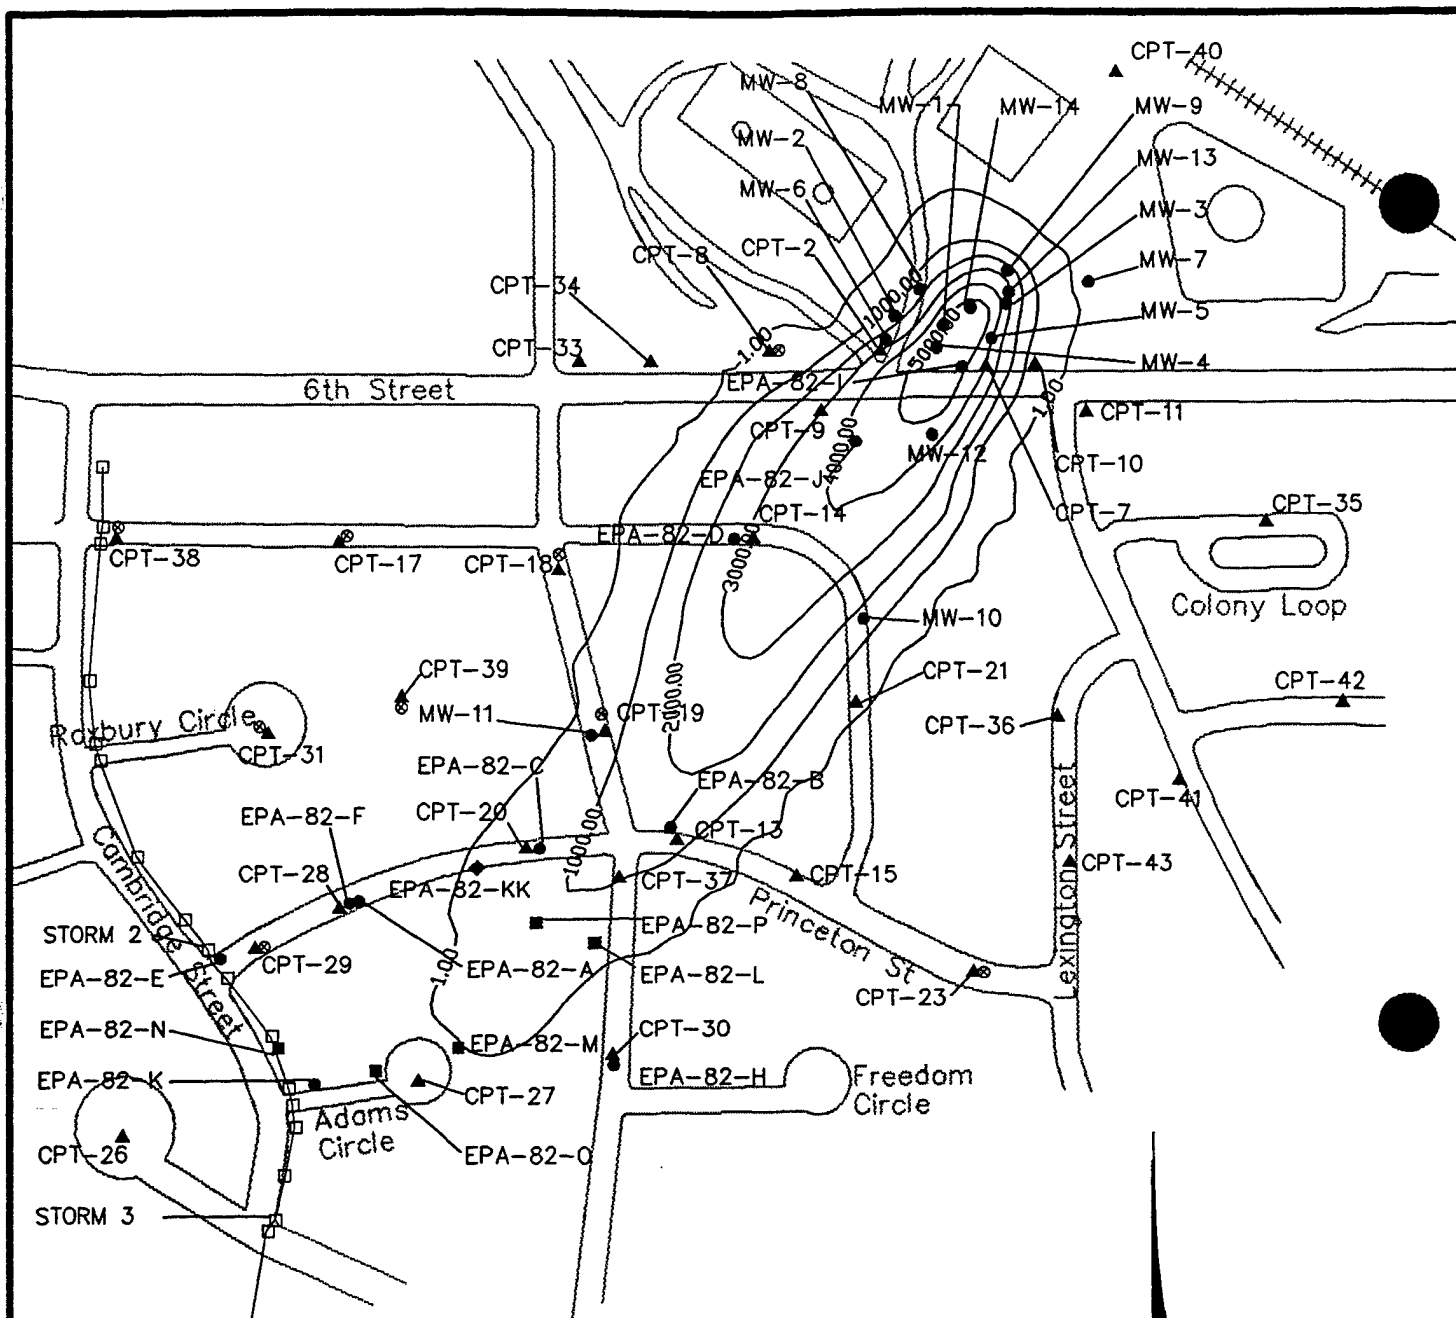 CPT-40
MW-8
MW-1
MW-14
MW-9
MW-2
MW-13
MW-6
MW-3
CPT-8
CPT-2
MW-7
CPT-34
1000.00
MW-5
5000.00
1.00
CPT-33
MW-4
EPA-82-I
6th Street
1.00
CPT-11
CPT-9
MW-12
CPT-10
4000.00
EPA-82-J
CPT-14
CPT-7
CPT-35
EPA-82-D
CPT-38
CPT-17
CPT-18
3000.00
Colony Loop
MW-10
CPT-39
CPT-21
CPT-42
2000.00
MW-11
CPT-19
CPT-36
Roxbury Circle
CPT-31
EPA-82-C
EPA-82-B
CPT-41
EPA-82-F
CPT-20
1000.00
CPT-13
Lexington Street
CPT-43
CPT-28
EPA-82-KK
CPT-37
CPT-15
Cambridge Street
EPA-82-P
Princeton St
STORM 2
1.00
EPA-82-E
CPT-29
EPA-82-A
EPA-82-L
CPT-23
EPA-82-N
EPA-82-M
CPT-30
EPA-82-K
EPA-82-H
Freedom
Circle
CPT-27
Adams
Circle
CPT-26
EPA-82-O
STORM 3